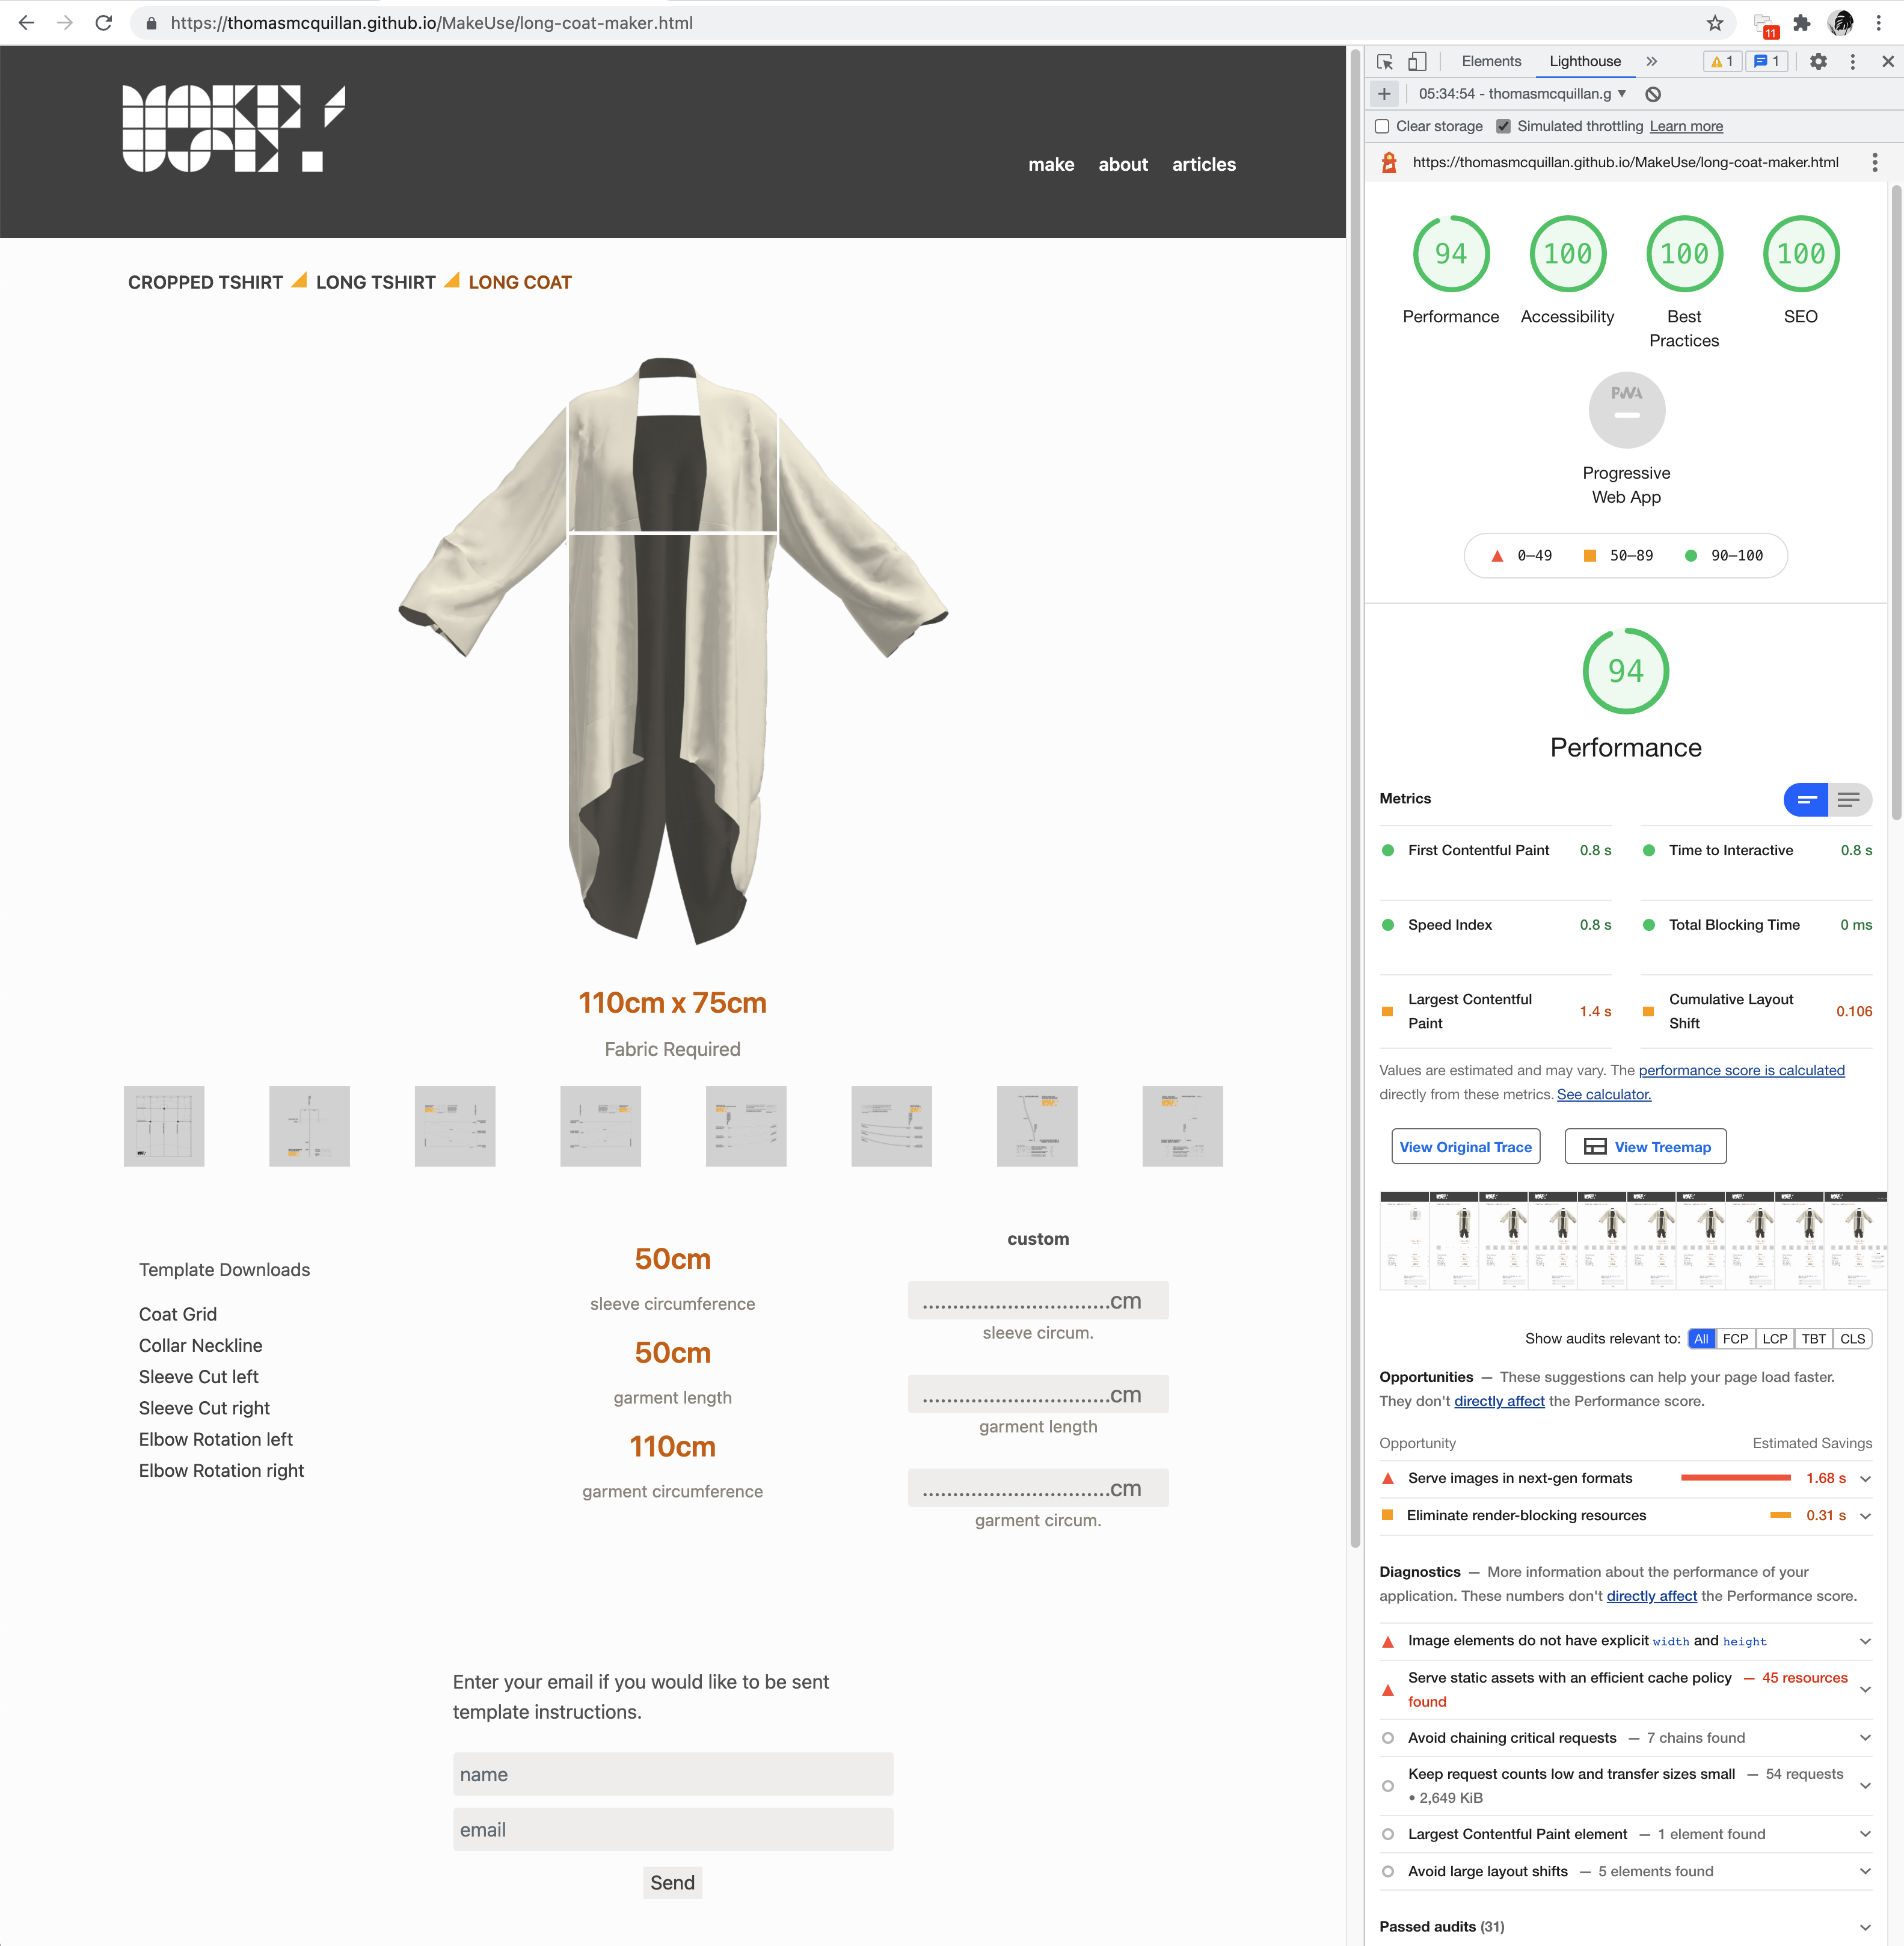 https://thomasmcquillan.github.io/MakeUse/long-coat-maker.html
11
MAKE/
USE.
make about articles
CROPPED TSHIRT LONG TSHIRT LONG COAT
110cm x 75cm
Fabric Required
Template Downloads
Coat Grid
Collar Neckline
Sleeve Cut left
Sleeve Cut right
Elbow Rotation left
Elbow Rotation right
50cm
sleeve circumference
50cm
garment length
110cm
garment circumference
custom
...............................cm
sleeve circum.
...............................cm
garment length
...............................cm
garment circum.
Enter your email if you would like to be sent
template instructions.
name
email
Send
Elements Lighthouse » 1 1
05:34:54 - thomasmcquillan.g
Clear storage Simulated throttling Learn more
https://thomasmcquillan.github.io/MakeUse/long-coat-maker.html
94 100 100 100
Performance Accessibility Best Practices SEO
PWA
Progressive
Web App
0–49 50–89 90–100
94
Performance
Metrics
First Contentful Paint 0.8 s
Time to Interactive 0.8 s
Speed Index 0.8 s
Total Blocking Time 0 ms
Largest Contentful Paint 1.4 s
Cumulative Layout Shift 0.106
Values are estimated and may vary. The performance score is calculated
directly from these metrics. See calculator.
View Original Trace View Treemap
Show audits relevant to: All FCP LCP TBT CLS
Opportunities — These suggestions can help your page load faster.
They don't directly affect the Performance score.
Opportunity Estimated Savings
Serve images in next-gen formats 1.68 s
Eliminate render-blocking resources 0.31 s
Diagnostics — More information about the performance of your
application. These numbers don't directly affect the Performance score.
Image elements do not have explicit width and height
Serve static assets with an efficient cache policy — 45 resources
found
Avoid chaining critical requests — 7 chains found
Keep request counts low and transfer sizes small — 54 requests
• 2,649 KiB
Largest Contentful Paint element — 1 element found
Avoid large layout shifts — 5 elements found
Passed audits (31)